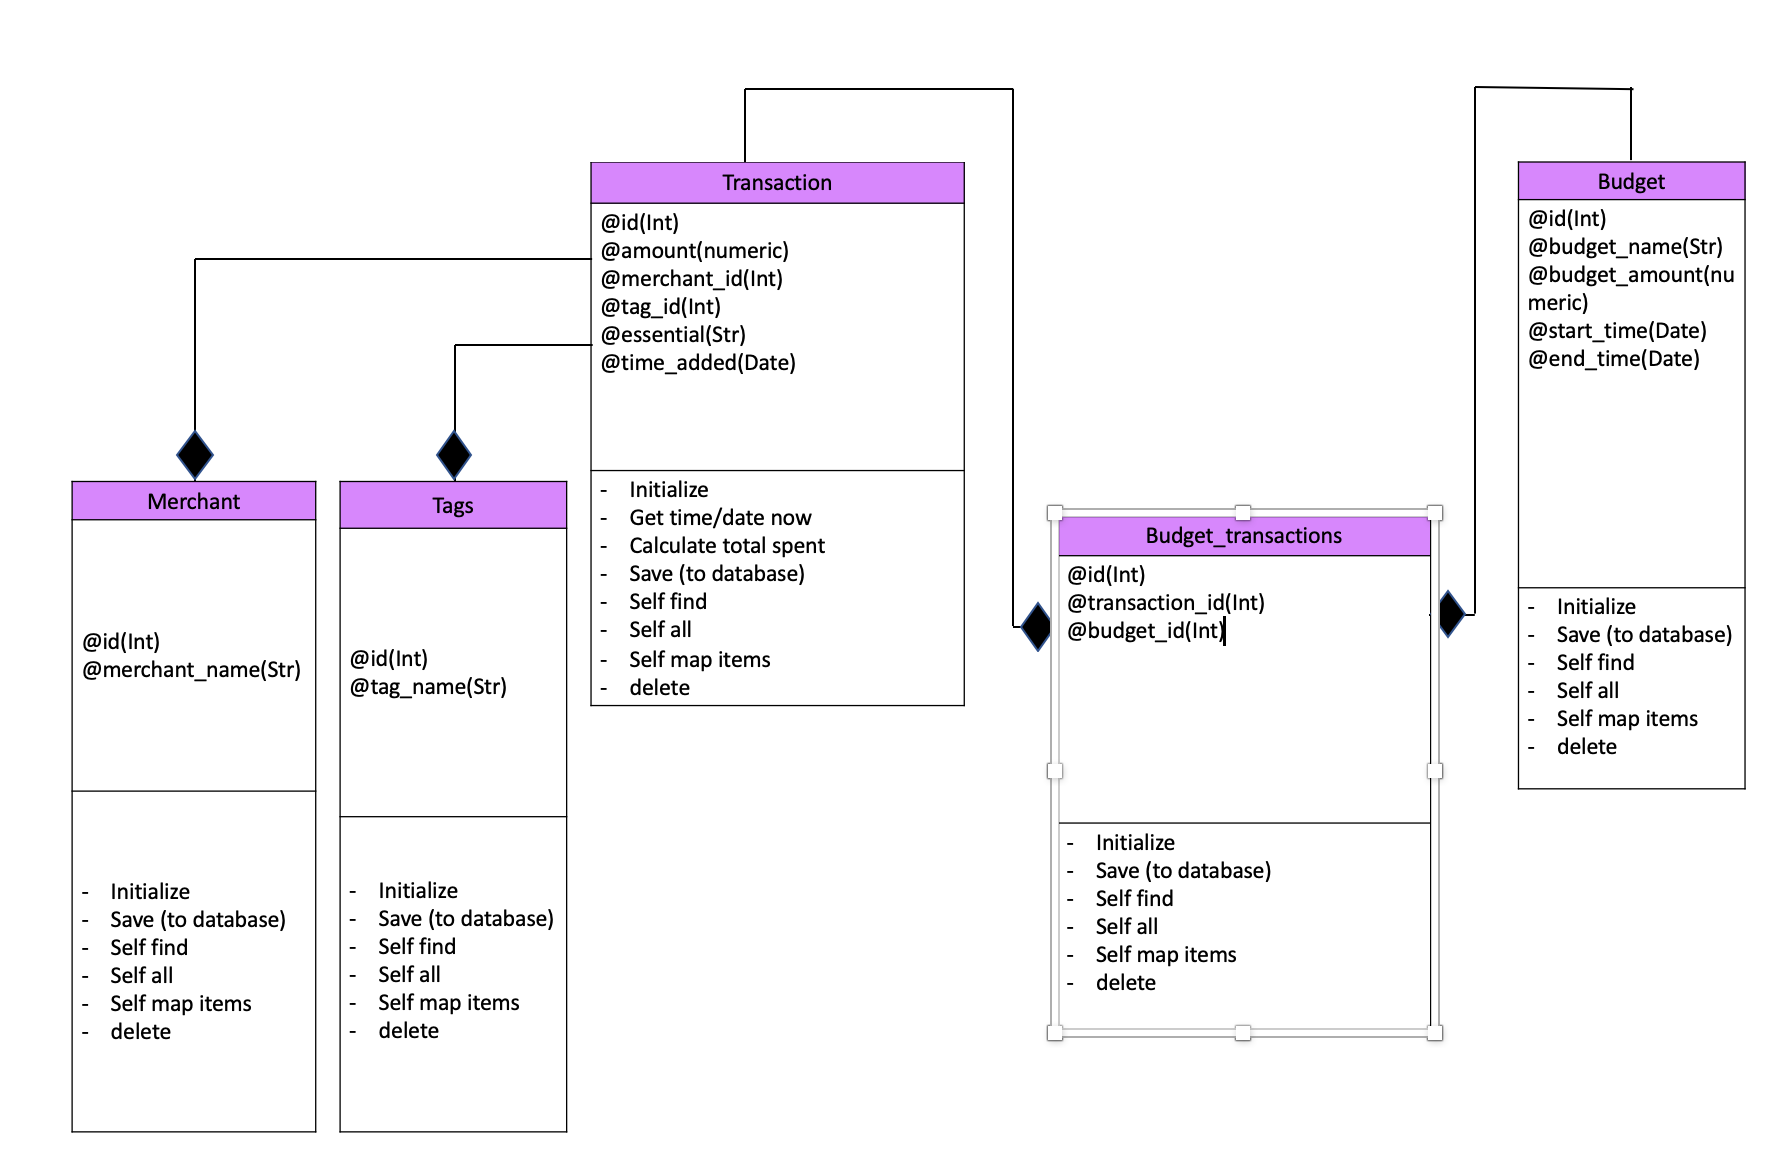 Transaction
@id(Int)
@amount(numeric)
@merchant_id(Int)
@tag_id(Int)
@essential(Str)
@time_added(Date)
- Initialize
- Get time/date now
- Calculate total spent
- Save (to database)
- Self find
- Self all
- Self map items
- delete
Budget
@id(Int)
@budget_name(Str)
@budget_amount(nu
meric)
@start_time(Date)
@end_time(Date)
- Initialize
- Save (to database)
- Self find
- Self all
- Self map items
- delete
Merchant
@id(Int)
@merchant_name(Str)
- Initialize
- Save (to database)
- Self find
- Self all
- Self map items
- delete
Tags
@id(Int)
@tag_name(Str)
- Initialize
- Save (to database)
- Self find
- Self all
- Self map items
- delete
Budget_transactions
@id(Int)
@transaction_id(Int)
@budget_id(Int)
- Initialize
- Save (to database)
- Self find
- Self all
- Self map items
- delete